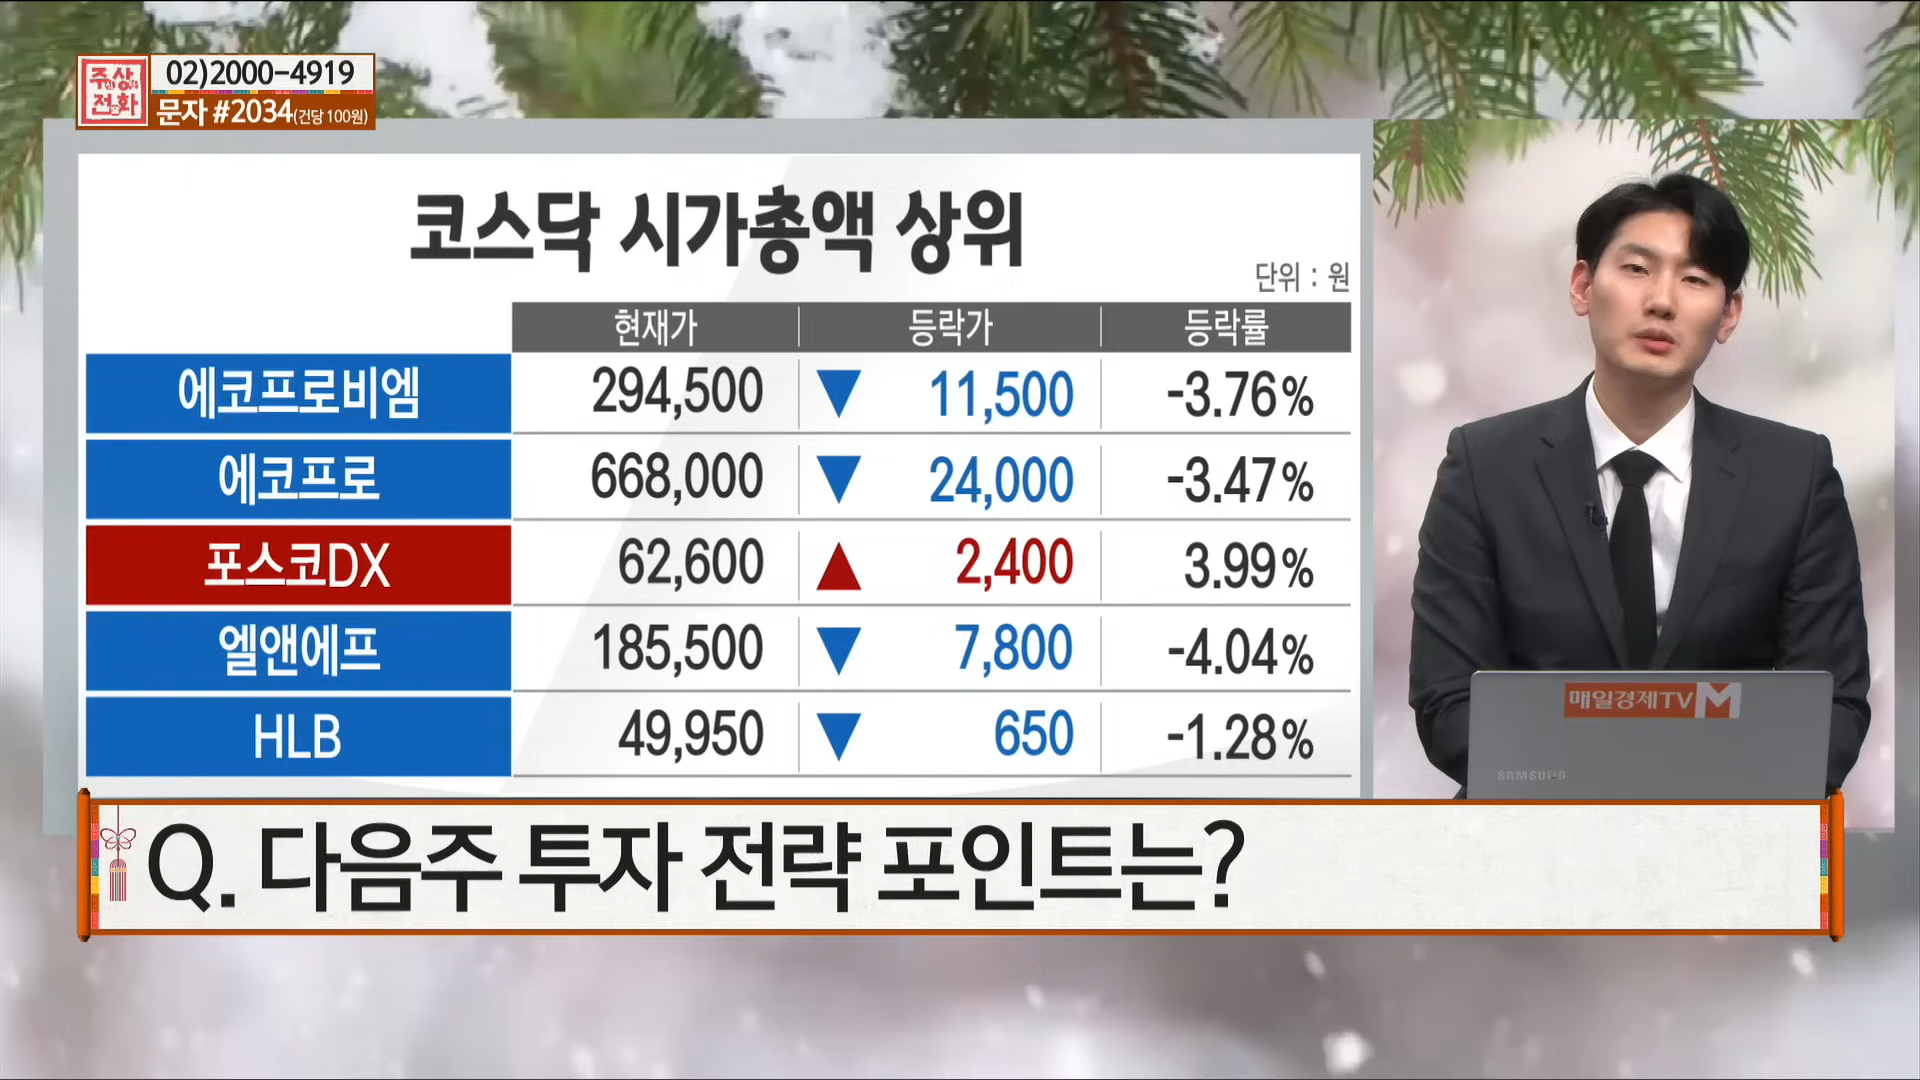 주상전화
02)2000-4919
문자 #2034(건당 100원)
코스닥 시가총액 상위
단위 : 원
현재가 등락가 등락률
에코프로비엠 294,500 ▼ 11,500 -3.76%
에코프로 668,000 ▼ 24,000 -3.47%
포스코DX 62,600 ▲ 2,400 3.99%
엘앤에프 185,500 ▼ 7,800 -4.04%
HLB 49,950 ▼ 650 -1.28%
매일경제TV M
SAMSUNG
Q. 다음주 투자 전략 포인트는?